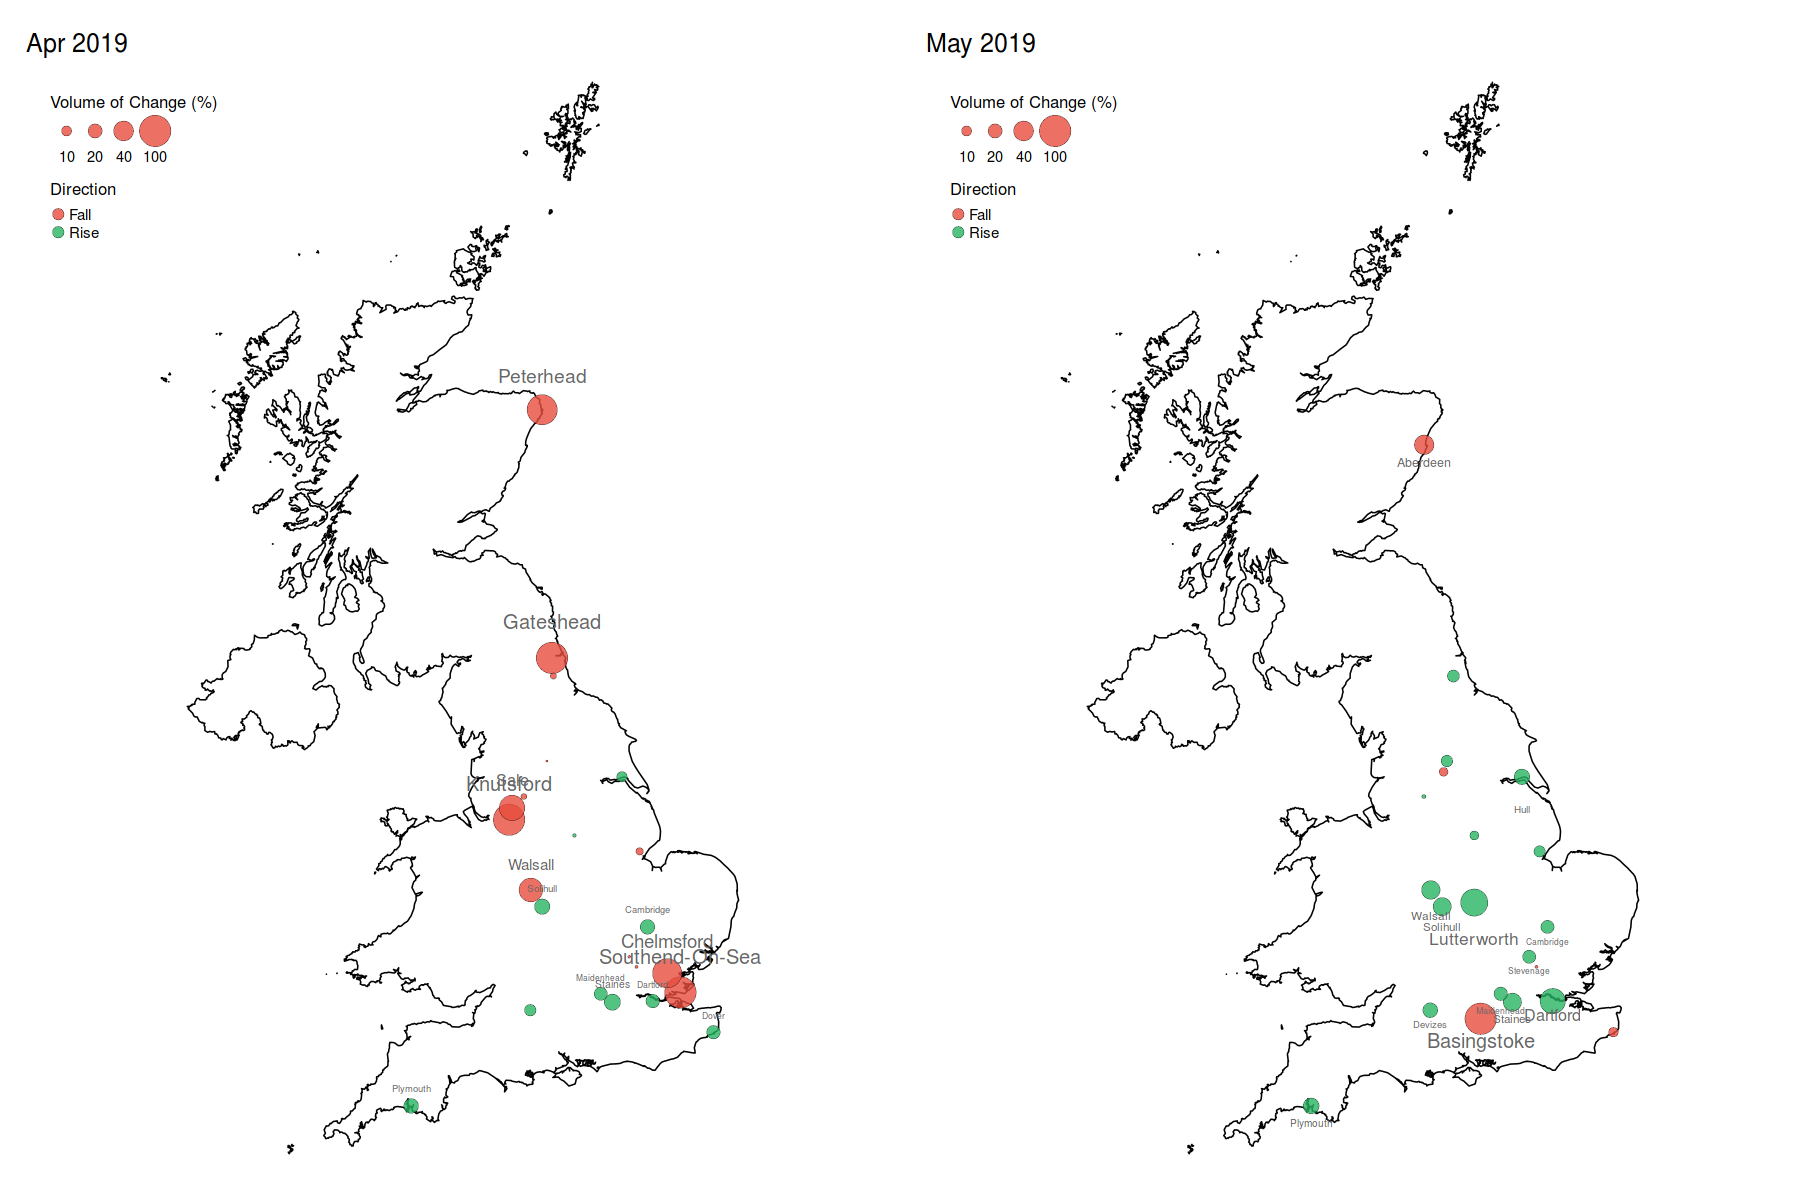 Apr 2019
Volume of Change (%)
10 20 40 100
Direction
Fall
Rise
Peterhead
Gateshead
Sale
Knutsford
Walsall
Solihull
Cambridge
Chelmsford
Southend-On-Sea
Maidenhead
Staines
Dartford
Dover
Plymouth
May 2019
Volume of Change (%)
10 20 40 100
Direction
Fall
Rise
Aberdeen
Hull
Walsall
Solihull
Lutterworth
Cambridge
Stevenage
Maidenhead
Staines
Dartford
Devizes
Basingstoke
Plymouth